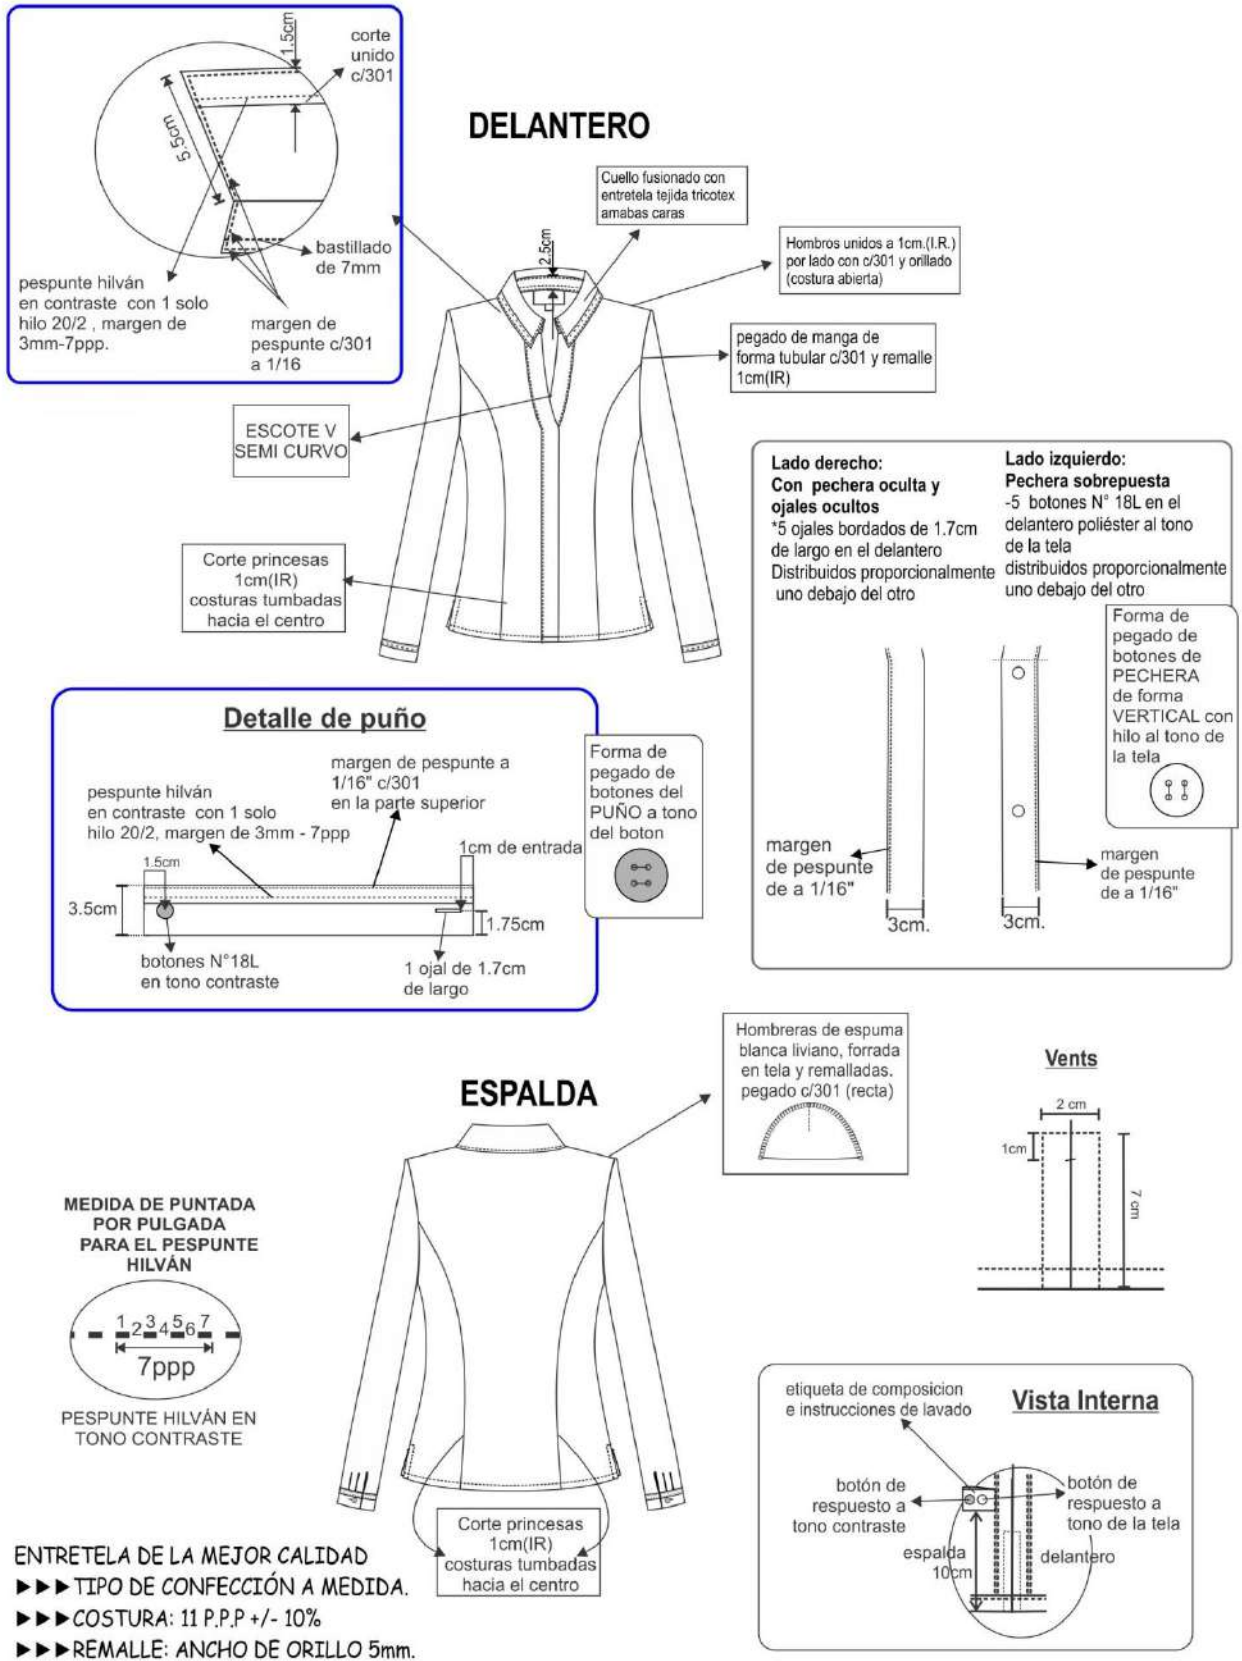 1.5cm
corte
unido
c/301
5.5cm
bastillado
de 7mm
pespunte hilván
en contraste con 1 solo
hilo 20/2 , margen de
3mm-7ppp.
margen de
pespunte c/301
a 1/16
DELANTERO
Cuello fusionado con
entretela tejida tricotex
amabas caras
2.5cm
Hombros unidos a 1cm.(I.R.)
por lado con c/301 y orillado
(costura abierta)
pegado de manga de
forma tubular c/301 y remalle
1cm(IR)
ESCOTE V
SEMI CURVO
Corte princesas
1cm(IR)
costuras tumbadas
hacia el centro
Lado derecho:
Con pechera oculta y
ojales ocultos
*5 ojales bordados de 1.7cm
de largo en el delantero
Distribuidos proporcionalmente
uno debajo del otro
Lado izquierdo:
Pechera sobrepuesta
-5 botones N° 18L en el
delantero poliéster al tono
de la tela
distribuidos proporcionalmente
uno debajo del otro
Forma de
pegado de
botones de
PECHERA
de forma
VERTICAL con
hilo al tono de
la tela
margen
de pespunte
de a 1/16"
3cm.
3cm.
margen
de pespunte
de a 1/16"
Detalle de puño
pespunte hilván
en contraste con 1 solo
hilo 20/2, margen de 3mm - 7ppp
margen de pespunte a
1/16" c/301
en la parte superior
1cm de entrada
1.5cm
3.5cm
1.75cm
botones N°18L
en tono contraste
1 ojal de 1.7cm
de largo
Forma de
pegado de
botones del
PUÑO a tono
del boton
Hombreras de espuma
blanca liviano, forrada
en tela y remalladas.
pegado c/301 (recta)
ESPALDA
Vents
2 cm
1cm
7 cm
MEDIDA DE PUNTADA
POR PULGADA
PARA EL PESPUNTE
HILVÁN
1 2 3 4 5 6 7
7ppp
PESPUNTE HILVÁN EN
TONO CONTRASTE
Corte princesas
1cm(IR)
costuras tumbadas
hacia el centro
etiqueta de composicion
e instrucciones de lavado
Vista Interna
botón de
respuesto a
tono contraste
botón de
respuesto a
tono de la tela
espalda
10cm
delantero
ENTRETELA DE LA MEJOR CALIDAD
►►►TIPO DE CONFECCIÓN A MEDIDA.
►►►COSTURA: 11 P.P.P +/- 10%
►►►REMALLE: ANCHO DE ORILLO 5mm.